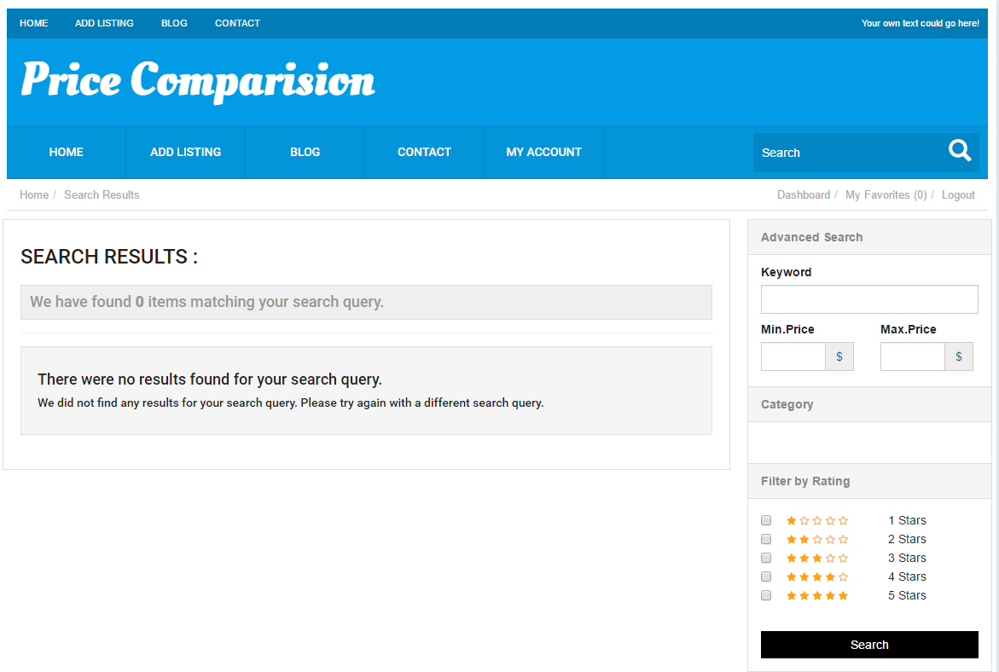 HOME ADD LISTING BLOG CONTACT Your own text could go here!
Price Comparision
HOME ADD LISTING BLOG CONTACT MY ACCOUNT Search
Home / Search Results Dashboard / My Favorites (0) / Logout
SEARCH RESULTS :
We have found 0 items matching your search query.
There were no results found for your search query.
We did not find any results for your search query. Please try again with a different search query.
Advanced Search
Keyword
Min.Price Max.Price
$ $
Category
Filter by Rating
1 Stars
2 Stars
3 Stars
4 Stars
5 Stars
Search